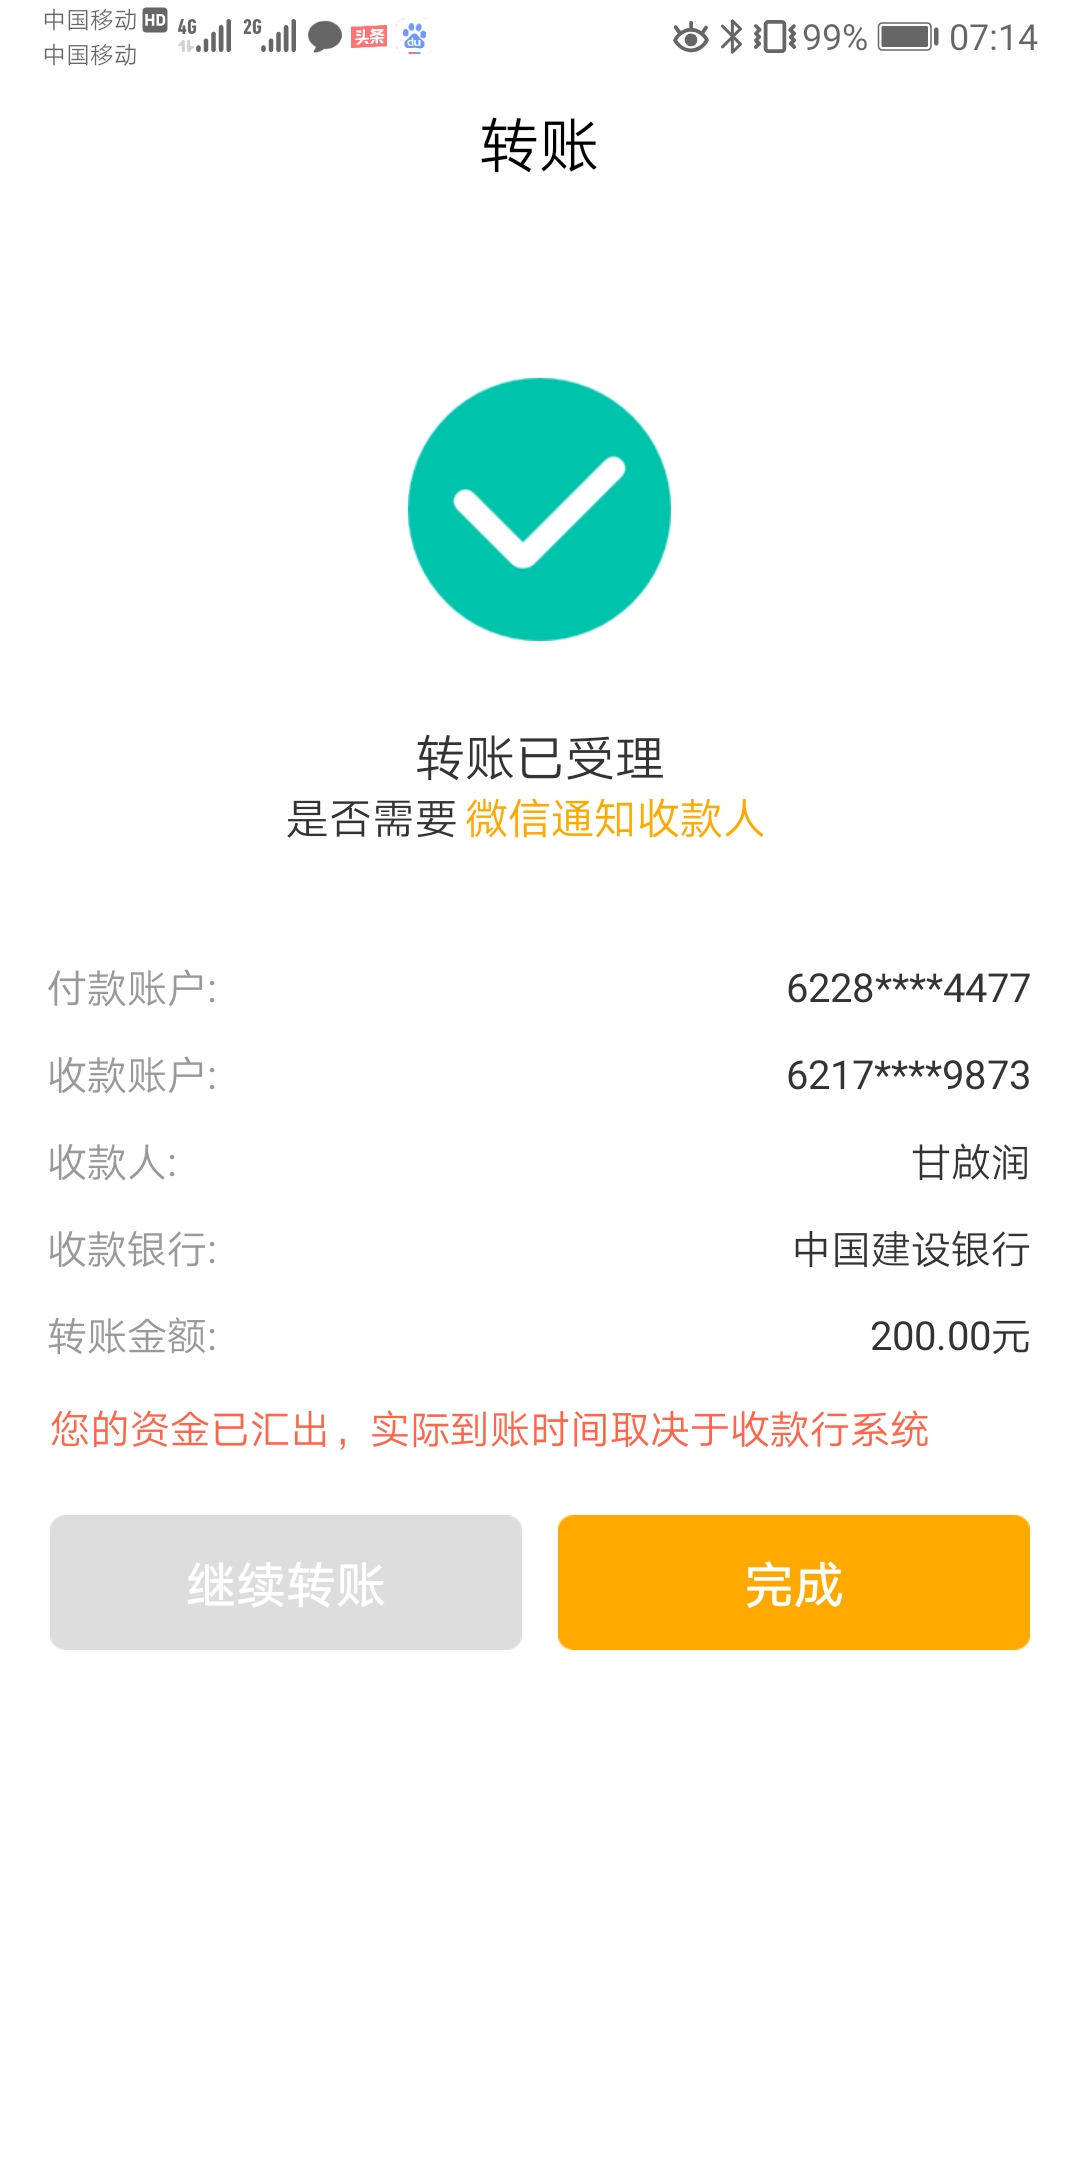 中国移动 HD 4G 2G 头条 du 99% 07:14
中国移动
转账
转账已受理
是否需要 微信通知收款人
付款账户: 6228****4477
收款账户: 6217****9873
收款人: 甘啟润
收款银行: 中国建设银行
转账金额: 200.00元
您的资金已汇出，实际到账时间取决于收款行系统
继续转账 完成